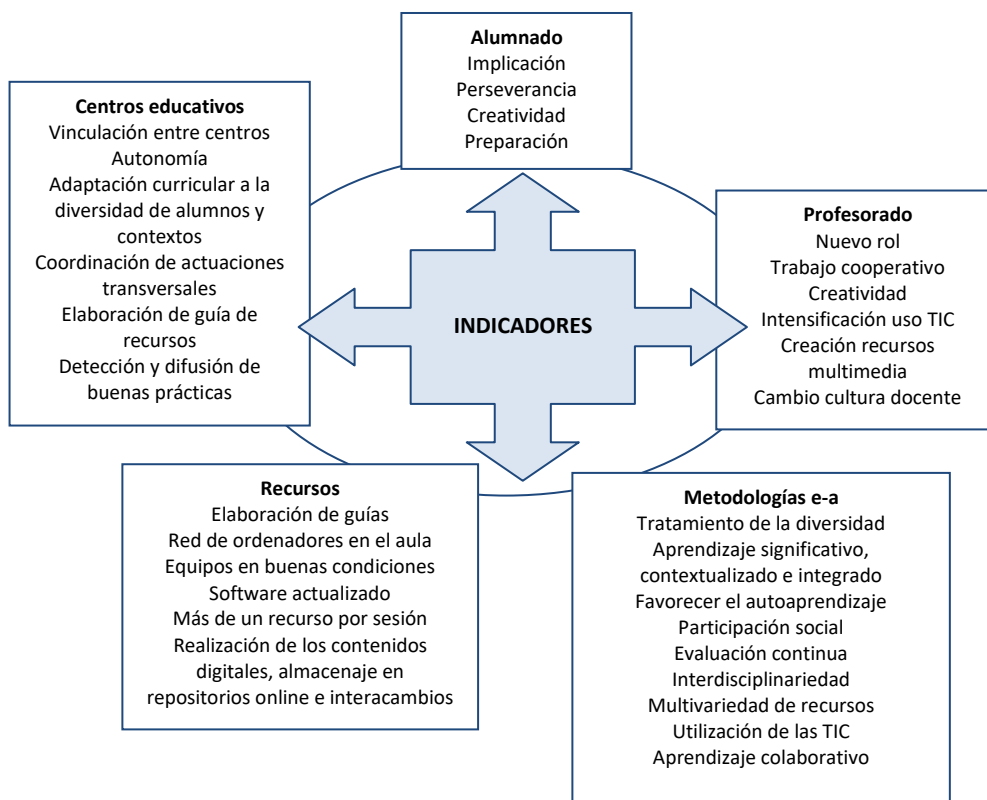 Alumnado
Implicación
Perseverancia
Creatividad
Preparación
Centros educativos
Vinculación entre centros
Autonomía
Adaptación curricular a la
diversidad de alumnos y
contextos
Coordinación de actuaciones
transversales
Elaboración de guía de
recursos
Detección y difusión de
buenas prácticas
INDICADORES
Profesorado
Nuevo rol
Trabajo cooperativo
Creatividad
Intensificación uso TIC
Creación recursos
multimedia
Cambio cultura docente
Recursos
Elaboración de guías
Red de ordenadores en el aula
Equipos en buenas condiciones
Software actualizado
Más de un recurso por sesión
Realización de los contenidos
digitales, almacenaje en
repositorios online e interacambios
Metodologías e-a
Tratamiento de la diversidad
Aprendizaje significativo,
contextualizado e integrado
Favorecer el autoaprendizaje
Participación social
Evaluación continua
Interdisciplinariedad
Multivariedad de recursos
Utilización de las TIC
Aprendizaje colaborativo